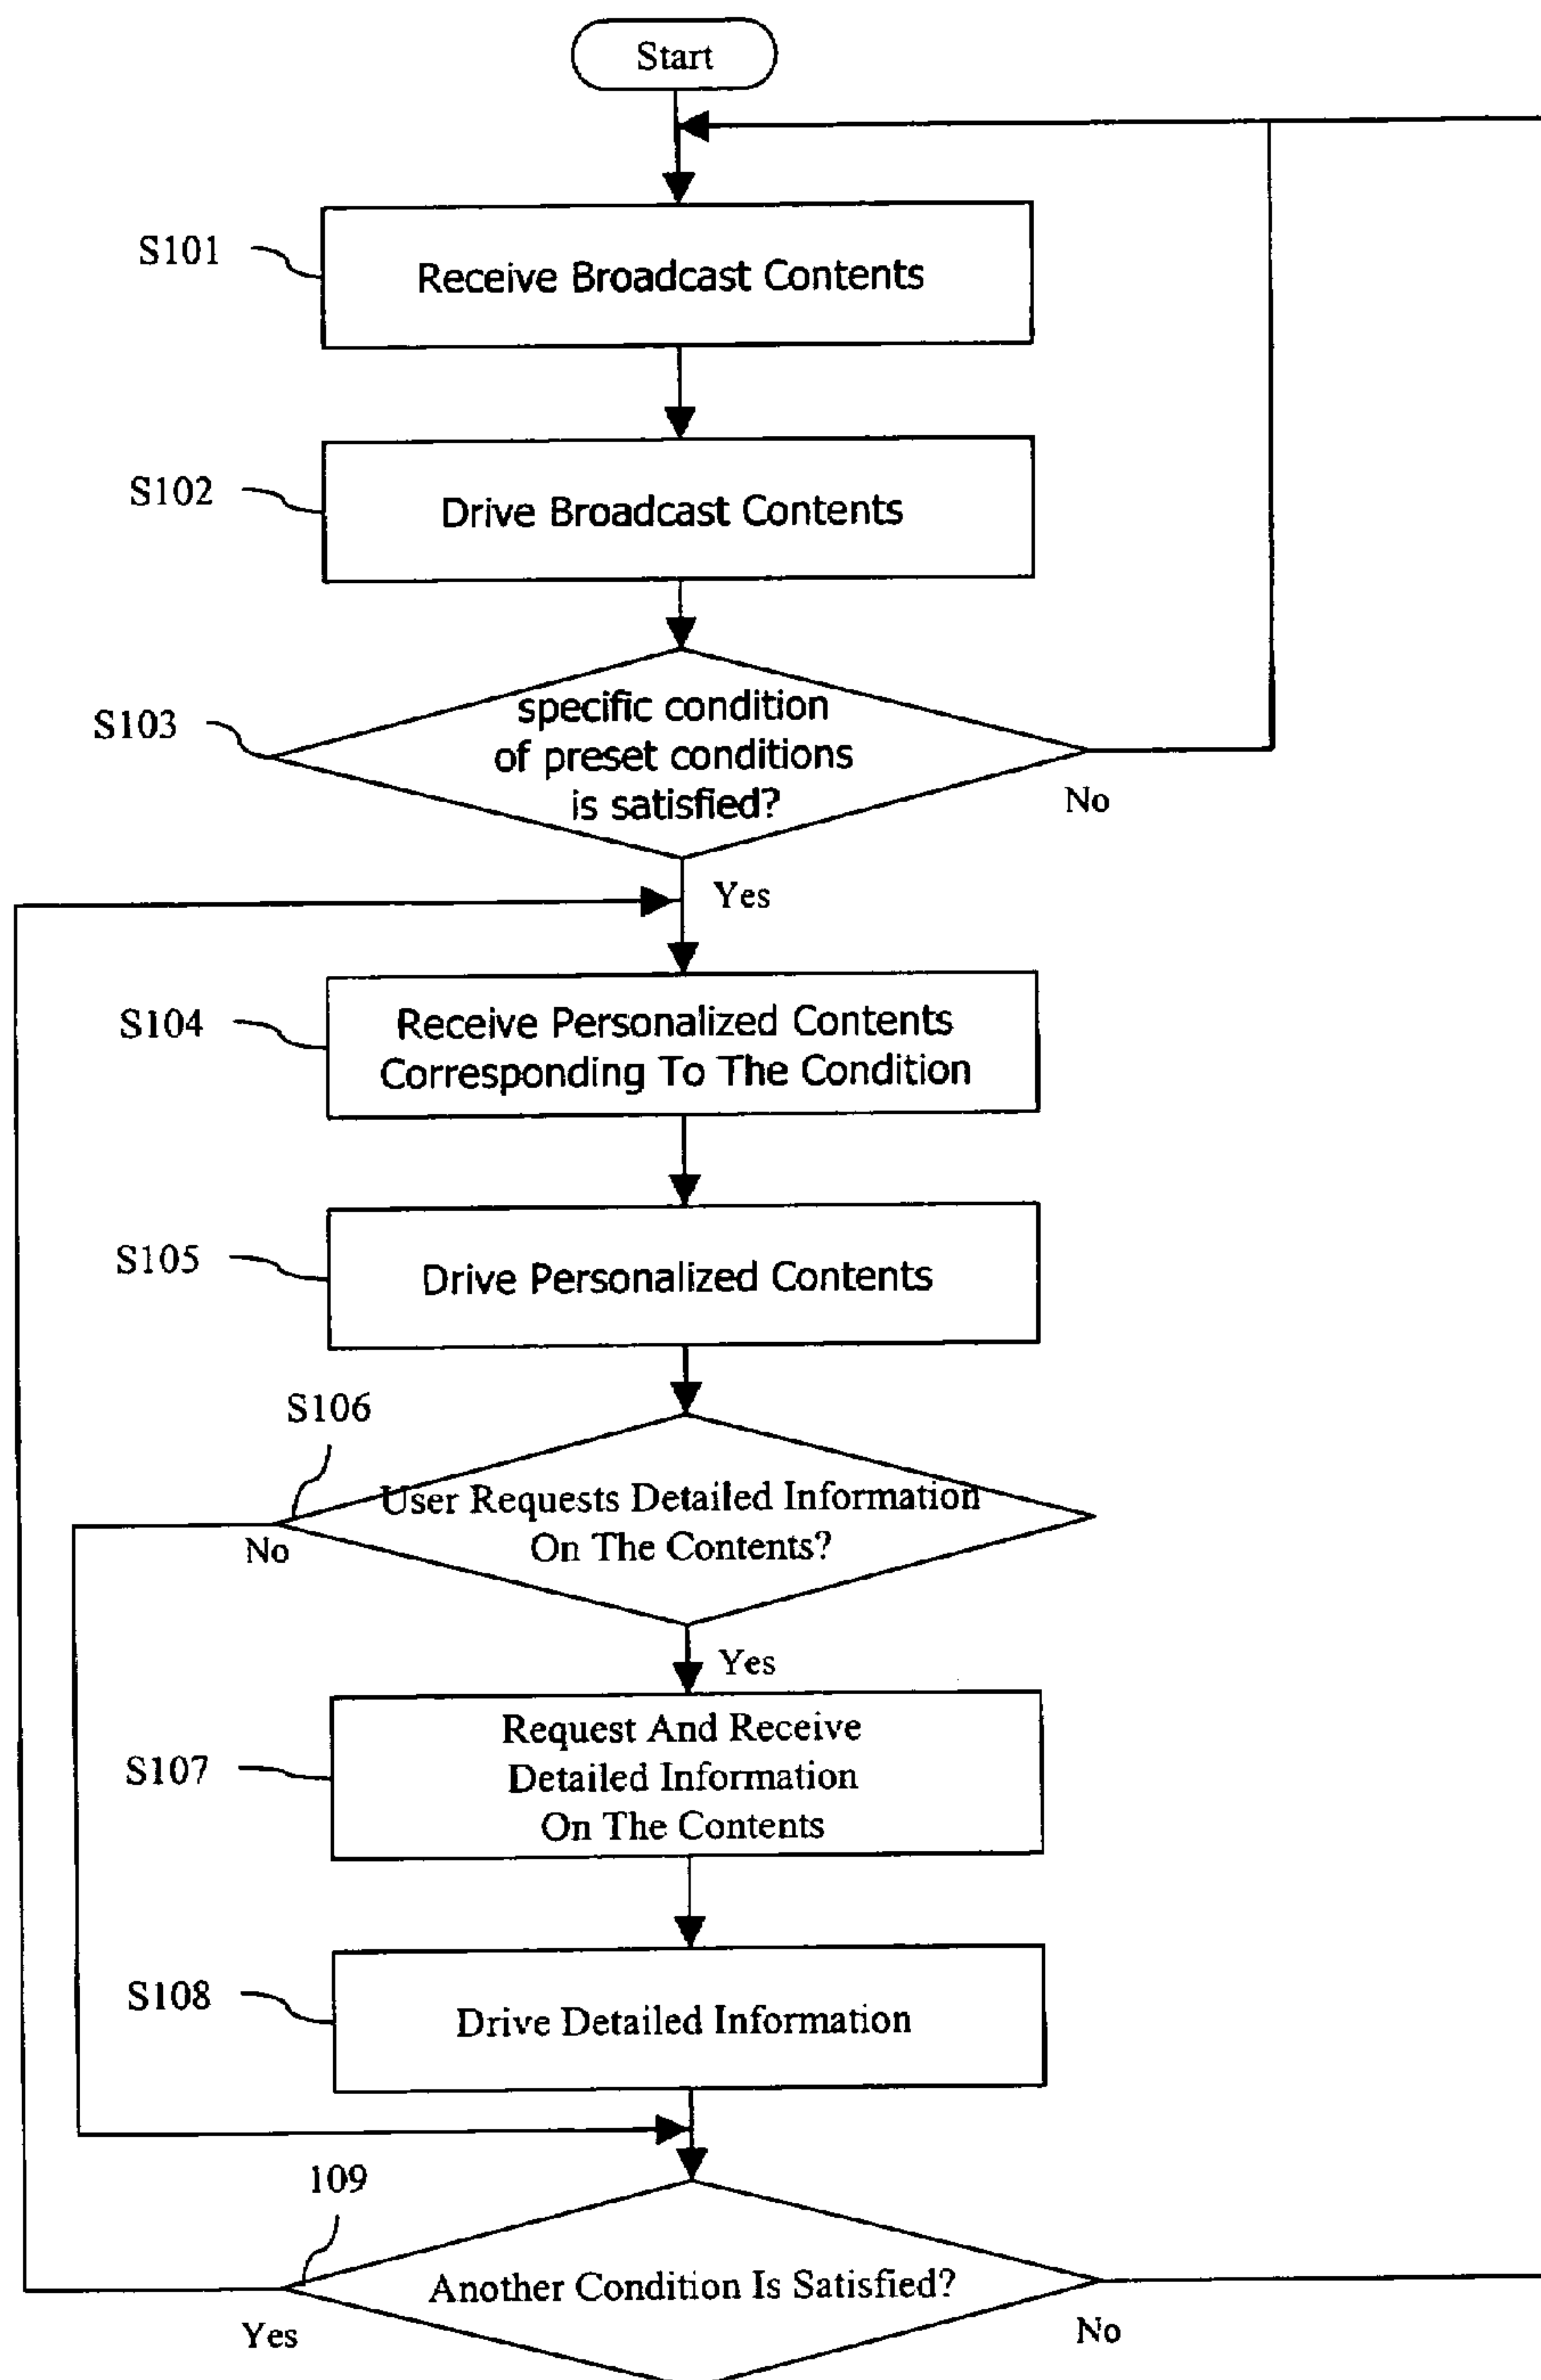 Start
S101
Receive Broadcast Contents
S102
Drive Broadcast Contents
S103
specific condition
of preset conditions
is satisfied?
No
Yes
S104
Receive Personalized Contents
Corresponding To The Condition
S105
Drive Personalized Contents
S106
User Requests Detailed Information
On The Contents?
No
Yes
S107
Request And Receive
Detailed Information
On The Contents
S108
Drive Detailed Information
109
Another Condition Is Satisfied?
Yes
No